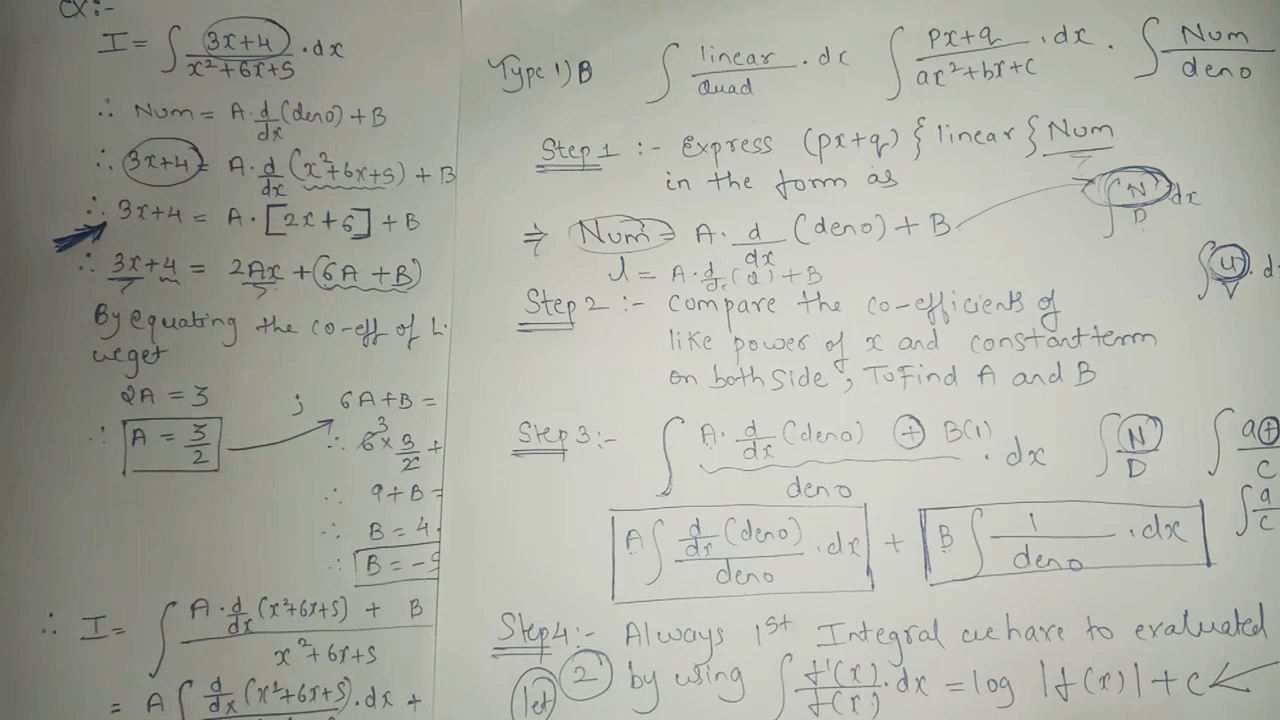 Ex:-
I = ∫ (3x+4)/(x²+6x+5) . dx
∴ Num = A. d/dx (deno) + B
∴ 3x+4 = A. d/dx (x²+6x+5) + B
∴ 3x+4 = A. [2x+6] + B
∴ 3x+4 = 2Ax + (6A+B)
By equating the co-eff of L.
we get
2A = 3 ; 6A+B =
∴ A = 3/2 ∴ 6³ × 3/2 +
∴ 9+B =
∴ B = 4
∴ B = -5
∴ I = ∫ (A. d/dx (x²+6x+5) + B)/(x²+6x+5)
= A ∫ d/dx (x²+6x+5) . dx +
Type 1) B ∫ linear/Quad . dx ∫ (px+q)/(ax²+bx+c) . dx . ∫ Num/deno
Step 1 :- Express (px+q) {linear} Num
in the form as
∫ N/D dx
⇒ Num = A. d/dx (deno) + B
∫ u/v . d
Step 2 :- Compare the co-efficients of
like power of x and constant term
on both side, To Find A and B
Step 3 :- ∫ (A. d/dx (deno) + B(1))/deno . dx ∫ N/D ∫ a+/c
∫ a/c
A ∫ d/dx (deno)/deno . dx + B ∫ 1/deno . dx
Step 4 :- Always 1st Integral we have to evaluated
let 2 by using ∫ f'(x)/f(x) . dx = log |f(x)| + c